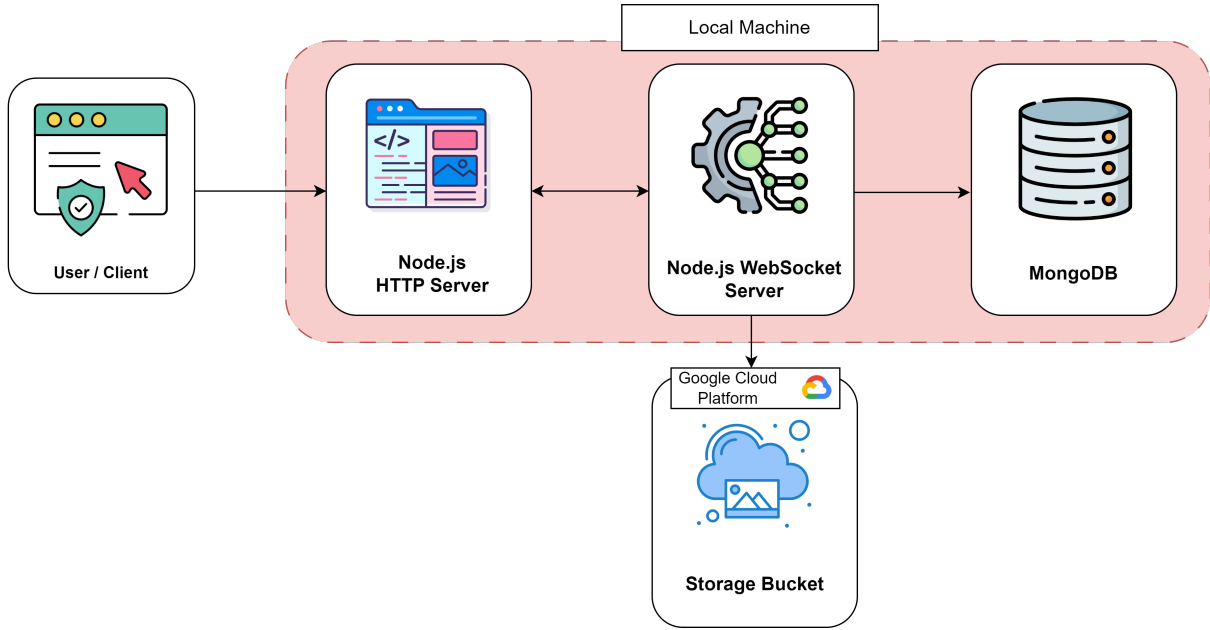 Local Machine
User / Client
Node.js
HTTP Server
</>
Node.js WebSocket
Server
MongoDB
Google Cloud
Platform
Storage Bucket